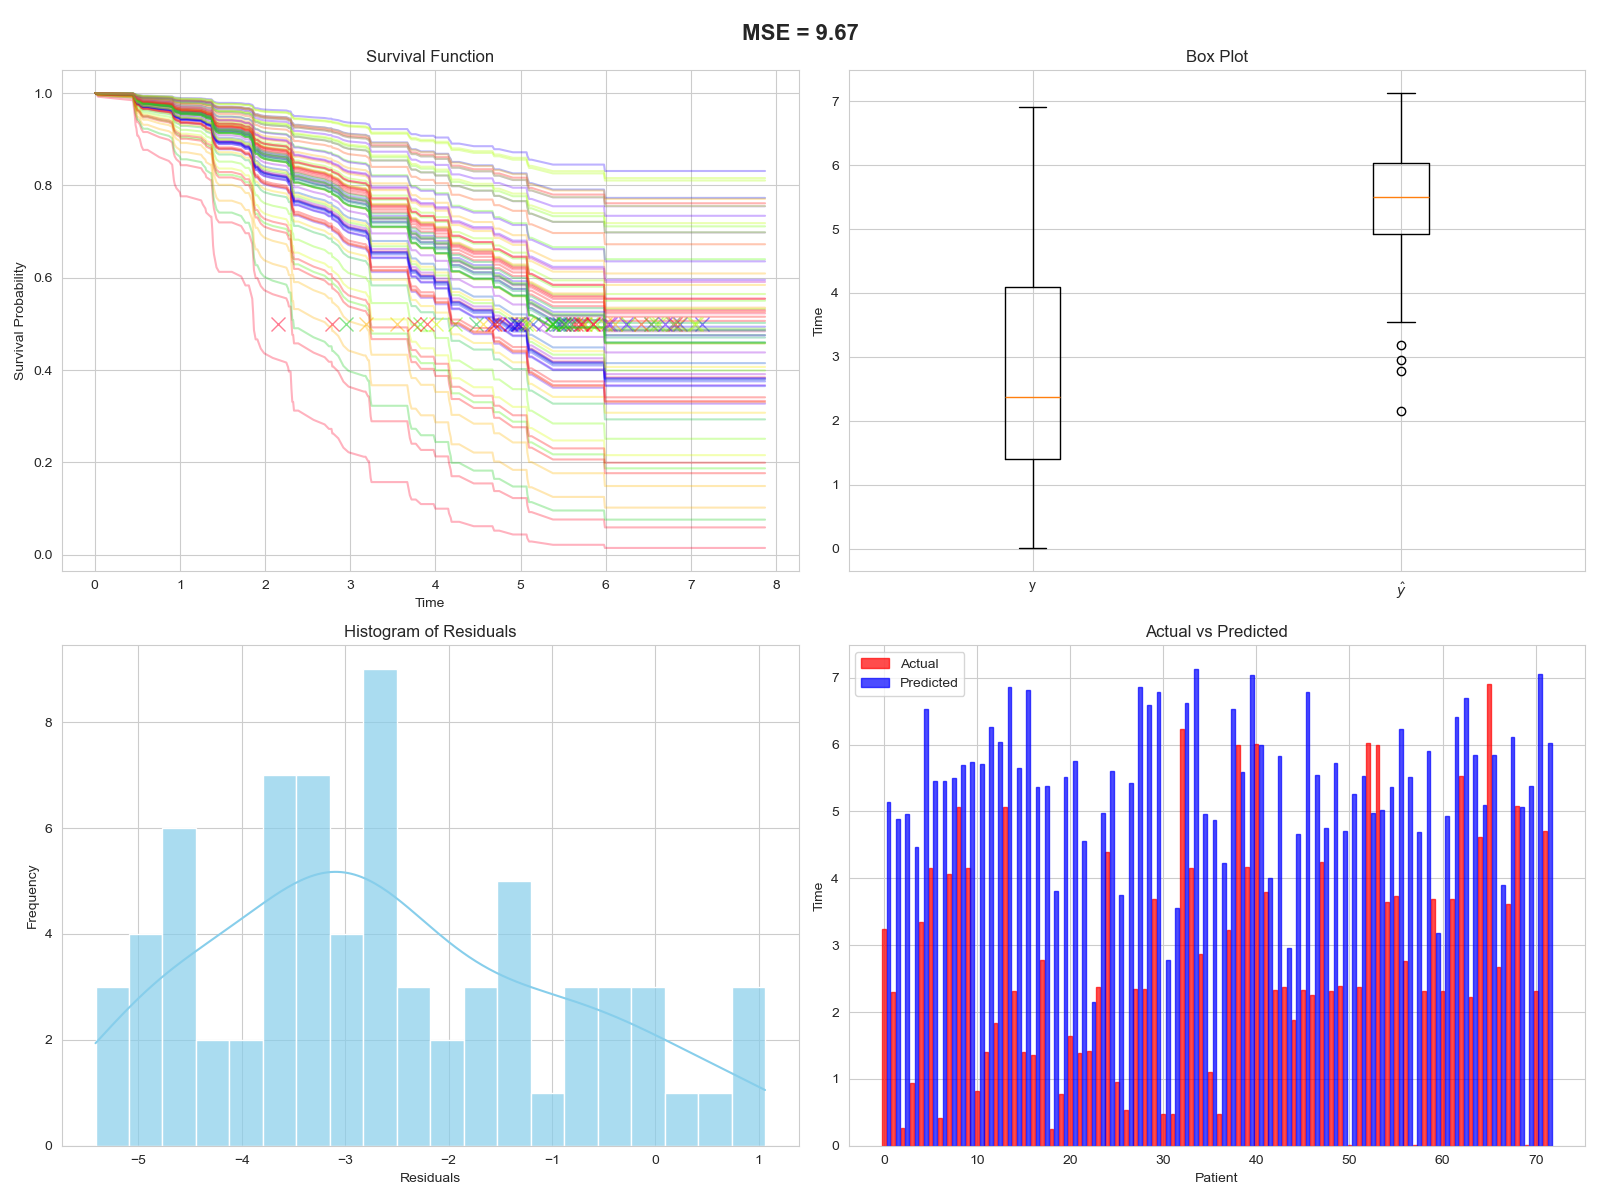 MSE = 9.67
Survival Function
Survival Probability
1.0
0.8
0.6
0.4
0.2
0.0
0 1 2 3 4 5 6 7 8
Time
Box Plot
Time
7
6
5
4
3
2
1
0
y ŷ
Histogram of Residuals
Frequency
8
6
4
2
0
−5 −4 −3 −2 −1 0 1
Residuals
Actual vs Predicted
Actual
Predicted
Time
7
6
5
4
3
2
1
0
0 10 20 30 40 50 60 70
Patient